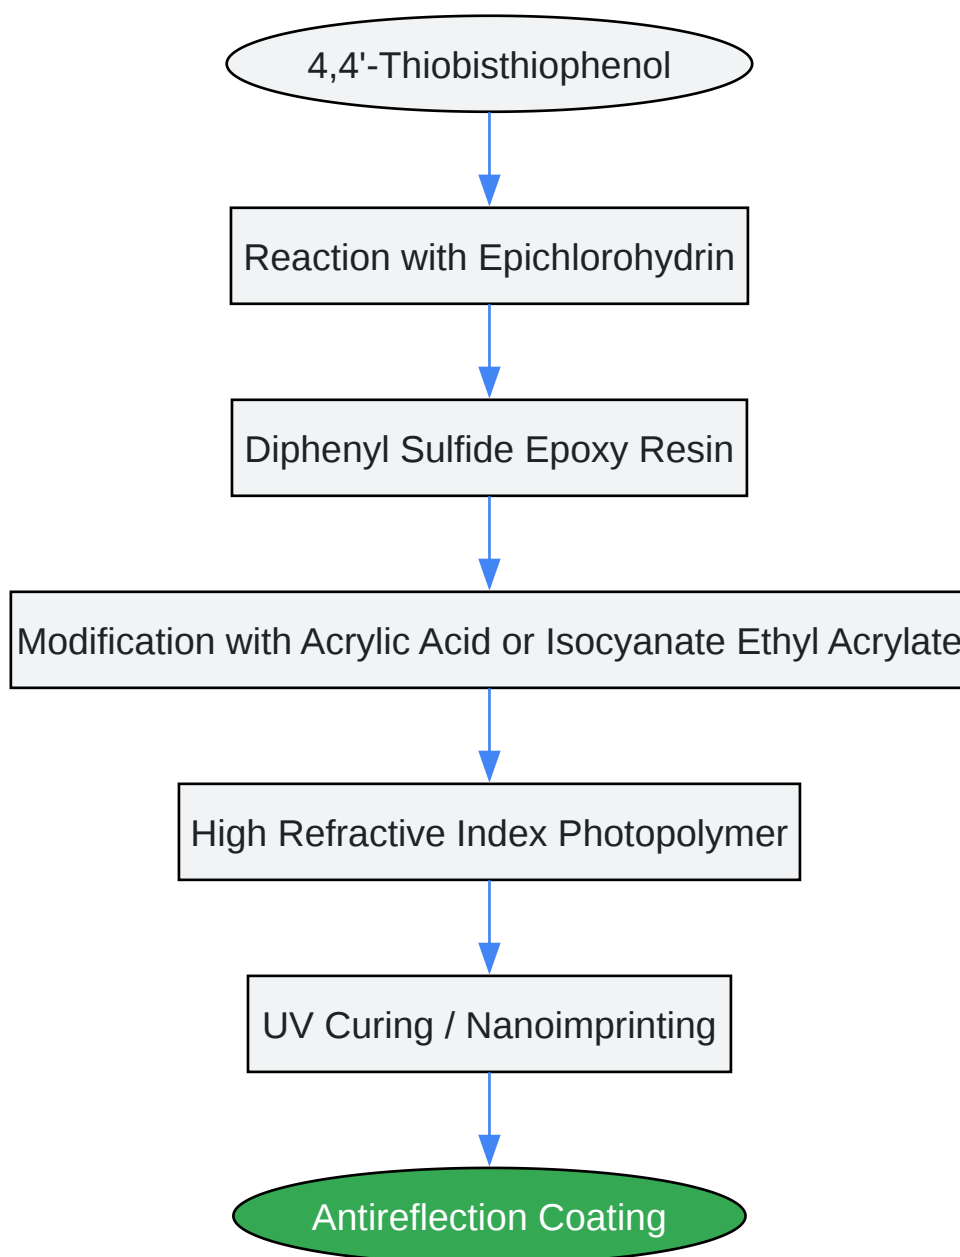 4,4'-Thiobisthiophenol
Reaction with Epichlorohydrin
Diphenyl Sulfide Epoxy Resin
Modification with Acrylic Acid or Isocyanate Ethyl Acrylate
High Refractive Index Photopolymer
UV Curing / Nanoimprinting
Antireflection Coating